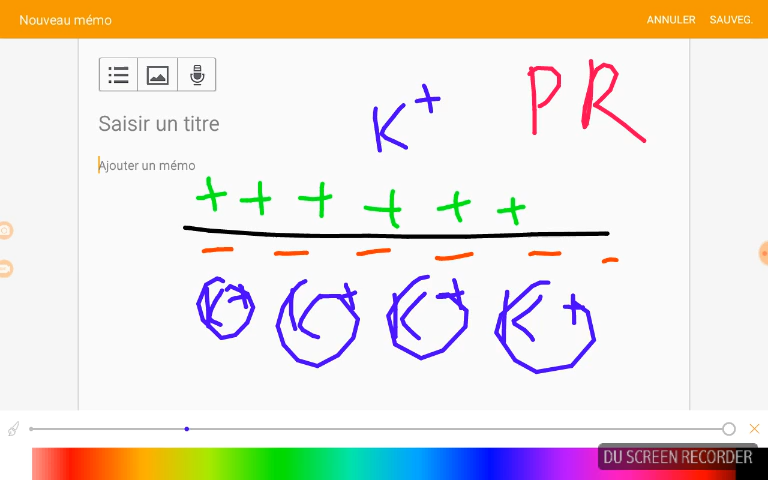 Nouveau mémo ANNULER SAUVEG.
K+ PR
Saisir un titre
Ajouter un mémo
+ + + + + +
- - - - - -
K+ K+ K+ K+
DU SCREEN RECORDER